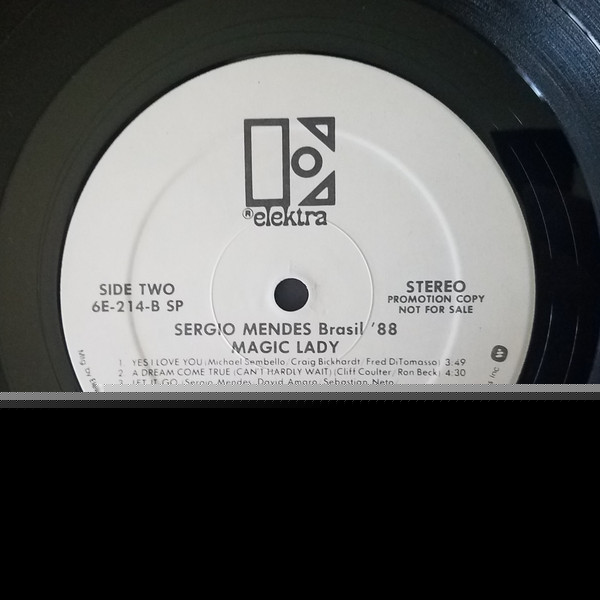 ® elektra
SIDE TWO
6E-214-B SP
STEREO
PROMOTION COPY
NOT FOR SALE
SERGIO MENDES Brasil '88
MAGIC LADY
1 YES I LOVE YOU (Michael Sembello/Craig Bickhardt/Fred DiTomasso) 3:49
2 A DREAM COME TRUE (CAN'T HARDLY WAIT) (Cliff Coulter/Ron Beck) 4:30
3 LET IT GO (Sergio Mendes, David Amaro, Sebastian Neto